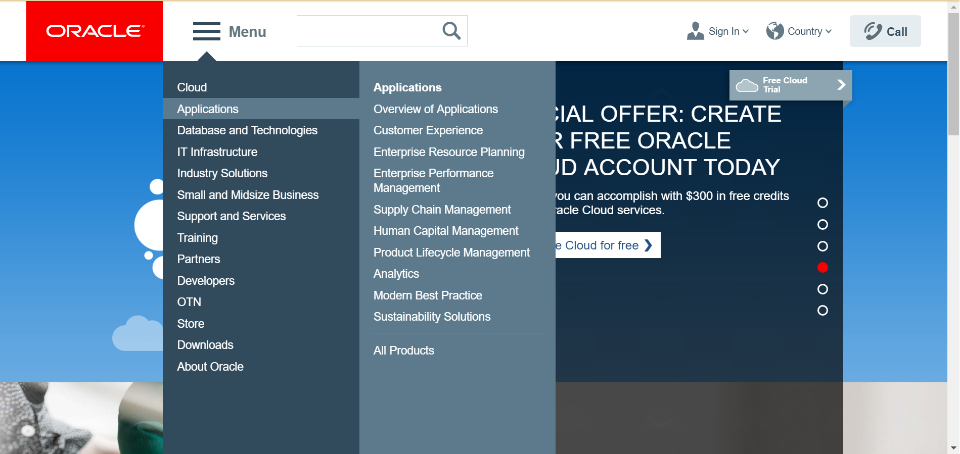 ORACLE
Menu
Sign In
Country
Call
Cloud
Applications
Database and Technologies
IT Infrastructure
Industry Solutions
Small and Midsize Business
Support and Services
Training
Partners
Developers
OTN
Store
Downloads
About Oracle
Applications
Overview of Applications
Customer Experience
Enterprise Resource Planning
Enterprise Performance
Management
Supply Chain Management
Human Capital Management
Product Lifecycle Management
Analytics
Modern Best Practice
Sustainability Solutions
All Products
Free Cloud
Trial
CIAL OFFER: CREATE
R FREE ORACLE
UD ACCOUNT TODAY
you can accomplish with $300 in free credits
racle Cloud services.
e Cloud for free